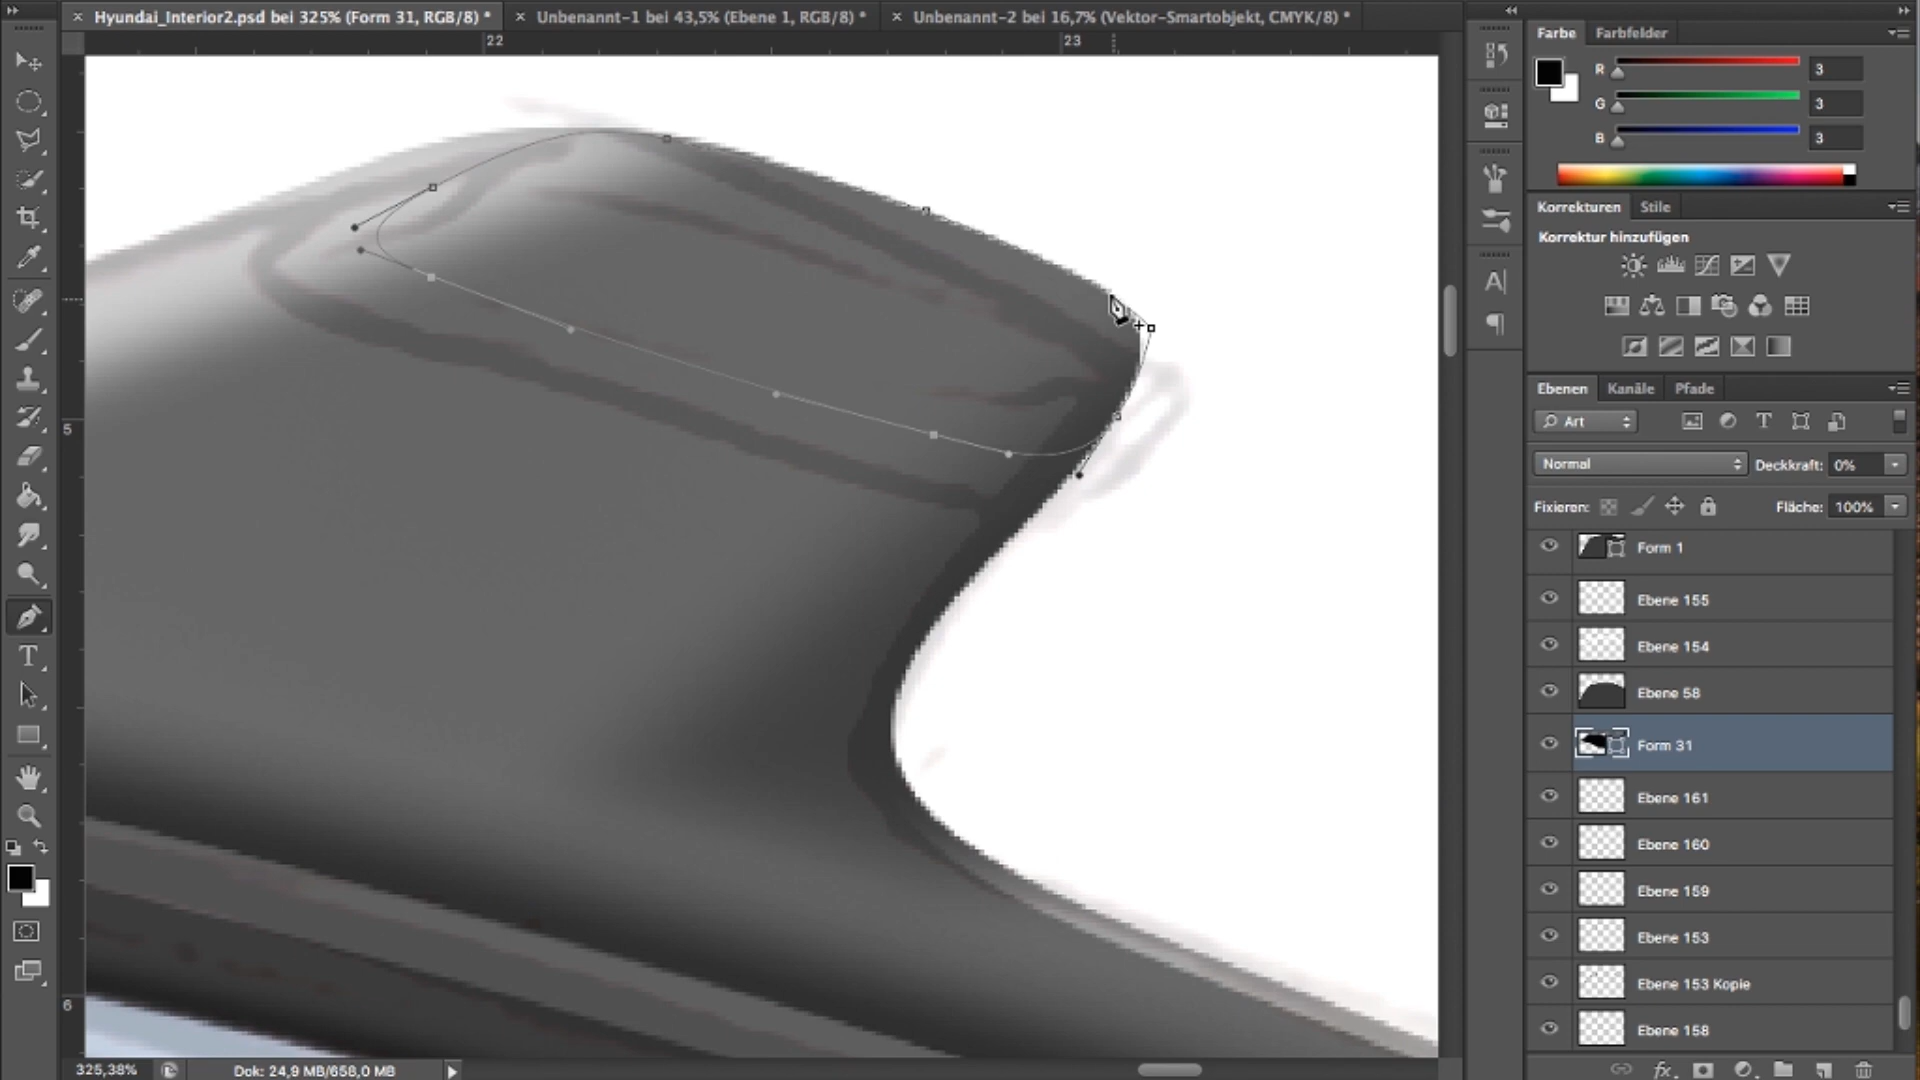 Hyundai_Interior2.psd bei 325% (Form 31, RGB/8) *
Unbenannt-1 bei 43,5% (Ebene 1, RGB/8) *
Unbenannt-2 bei 16,7% (Vektor-Smartobjekt, CMYK/8) *
22
23
5
6
Farbe
Farbfelder
R
3
G
3
B
3
Korrekturen
Stile
Korrektur hinzufügen
Ebenen
Kanäle
Pfade
Art
Normal
Deckkraft: 0%
Fixieren:
Fläche: 100%
Form 1
Ebene 155
Ebene 154
Ebene 58
Form 31
Ebene 161
Ebene 160
Ebene 159
Ebene 153
Ebene 153 Kopie
Ebene 158
325,38%
Dok: 24,9 MB/658,0 MB